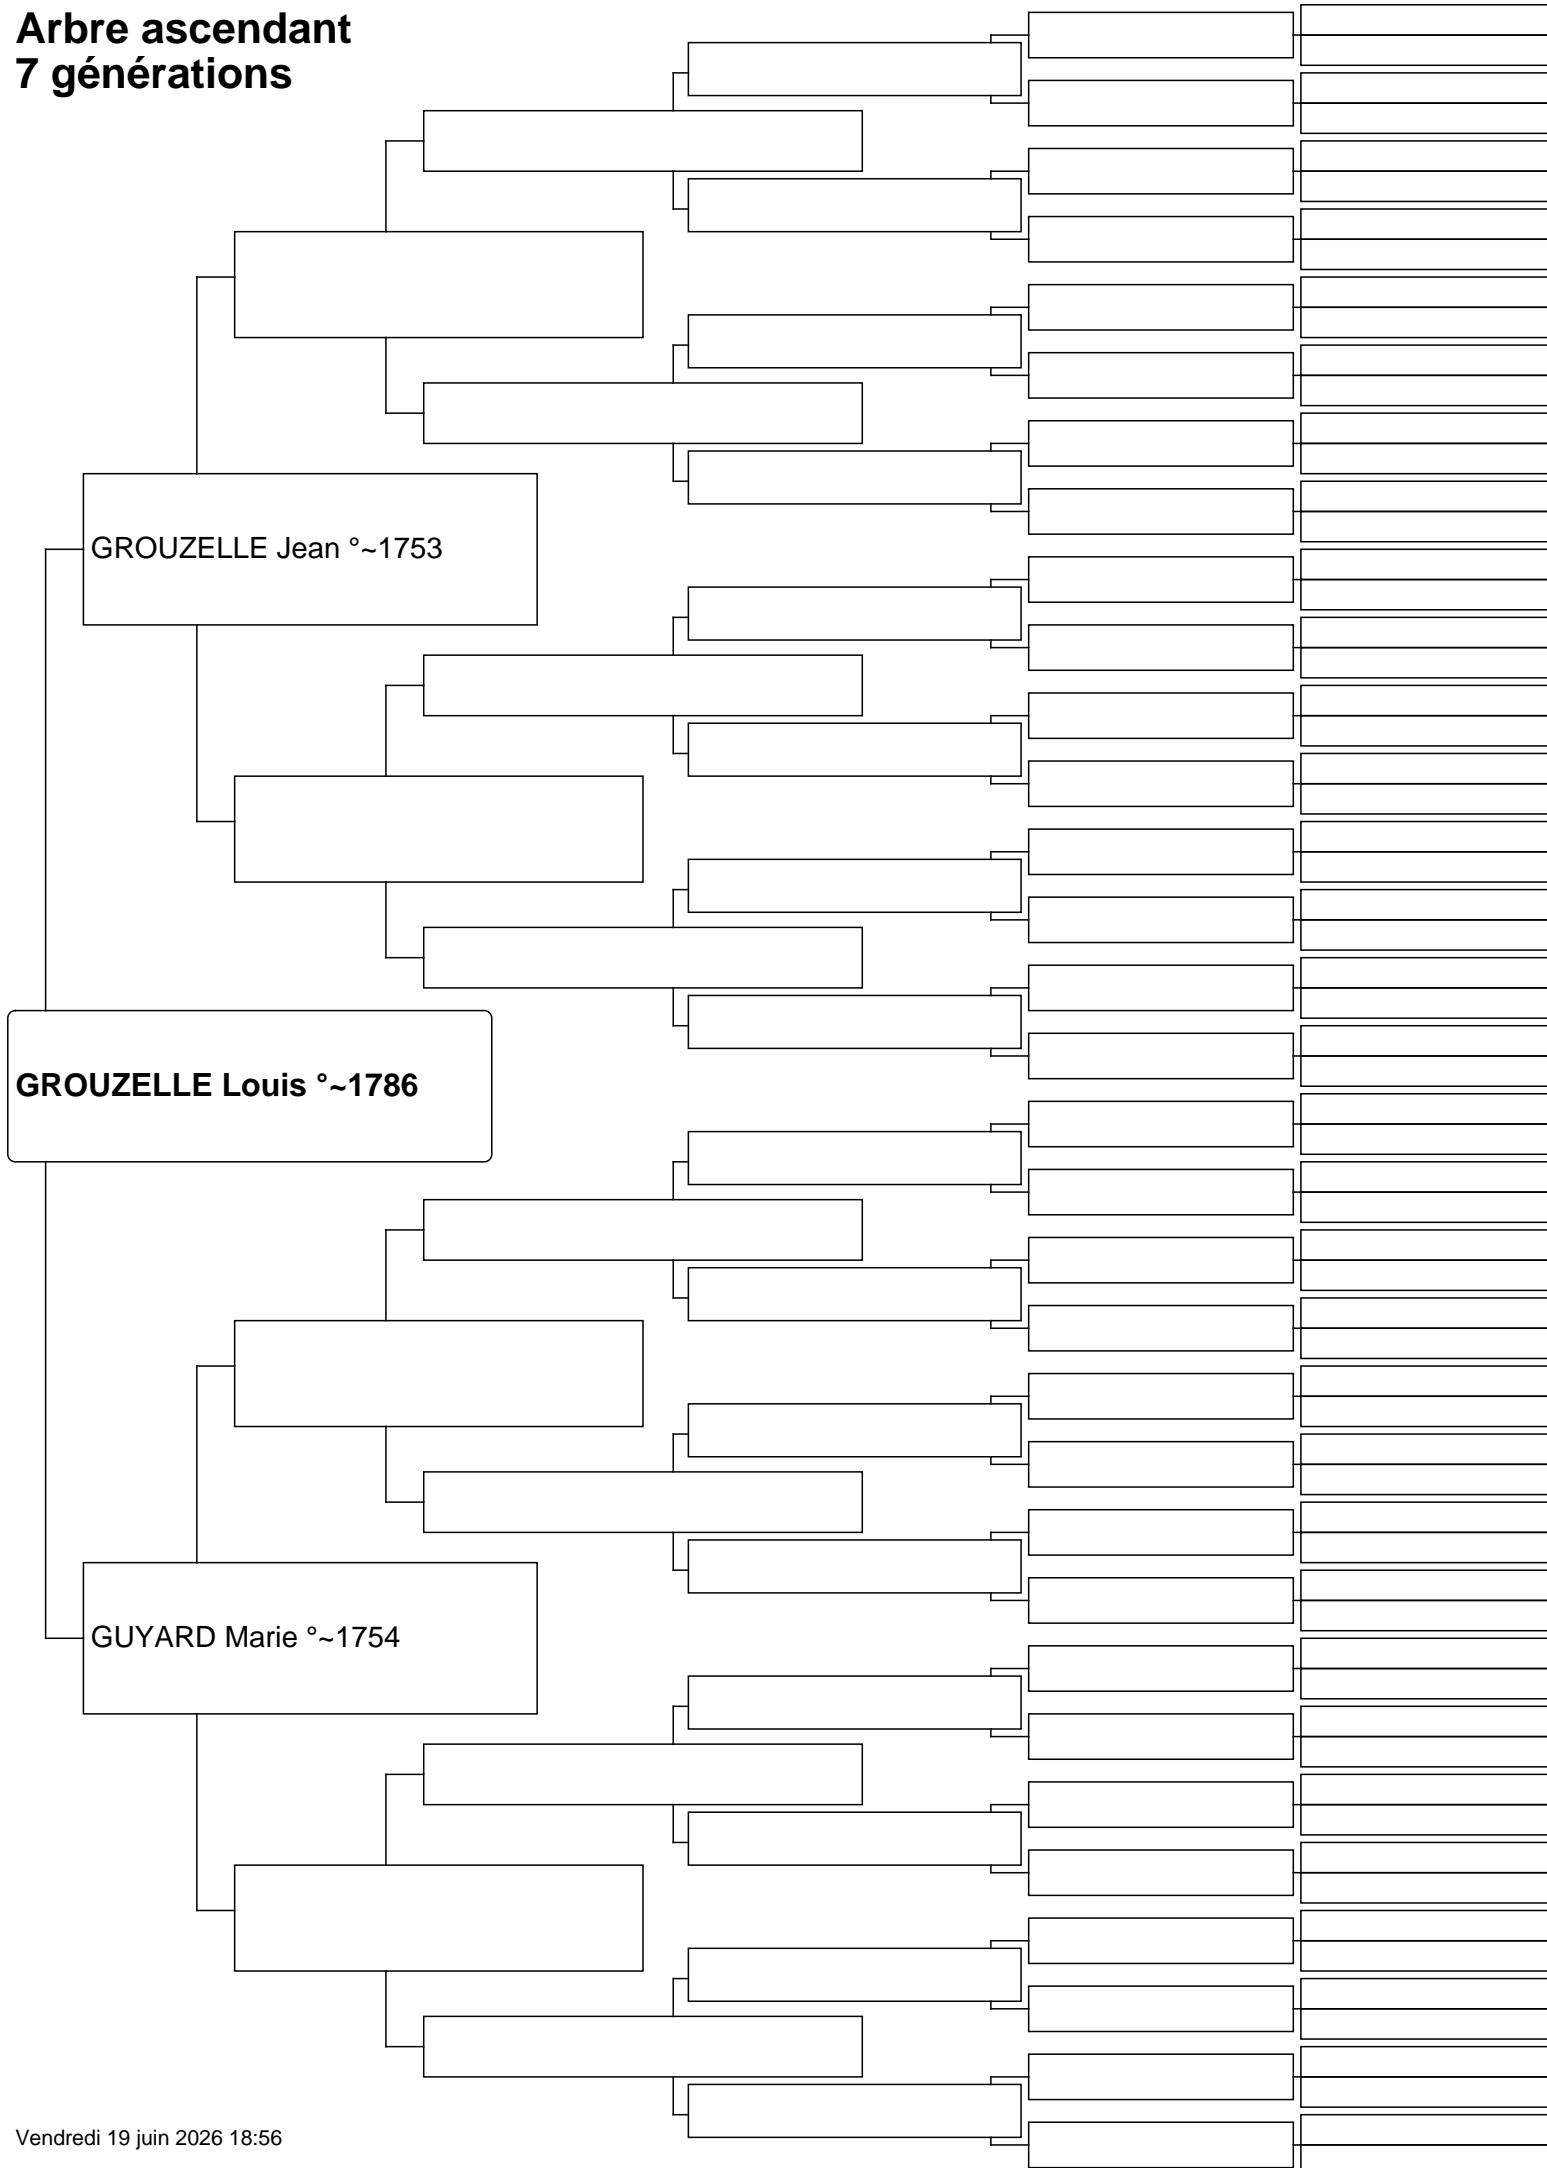 Arbre ascendant
7 générations
GROUZELLE Jean °~1753
GROUZELLE Louis °~1786
GUYARD Marie °~1754
Vendredi 19 juin 2026 18:56